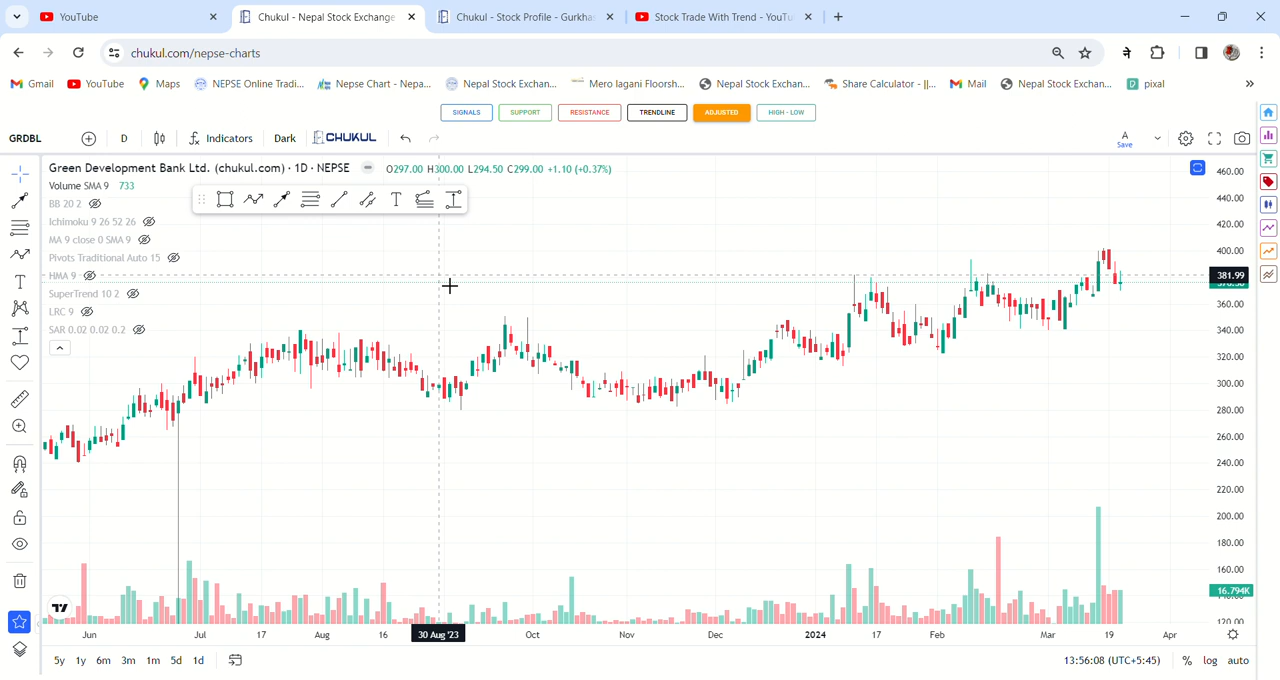 YouTube
Chukul - Nepal Stock Exchange
Chukul - Stock Profile - Gurkha
Stock Trade With Trend - YouTu
chukul.com/nepse-charts
ने
Gmail
YouTube
Maps
NEPSE Online Tradi...
Nepse Chart - Nepa...
Nepal Stock Exchan...
Mero lagani Floorsh...
Nepal Stock Exchan...
Share Calculator - ||...
Mail
Nepal Stock Exchan...
pixal
SIGNALS
SUPPORT
RESISTANCE
TRENDLINE
ADJUSTED
HIGH - LOW
GRDBL
D
Indicators
Dark
CHUKUL
A
Save
Green Development Bank Ltd. (chukul.com) · 1D · NEPSE
O297.00 H300.00 L294.50 C299.00 +1.10 (+0.37%)
Volume SMA 9 733
BB 20 2
Ichimoku 9 26 52 26
MA 9 close 0 SMA 9
Pivots Traditional Auto 15
HMA 9
SuperTrend 10 2
LRC 9
SAR 0.02 0.02 0.2
460.00
440.00
420.00
400.00
381.99
360.00
340.00
320.00
300.00
280.00
260.00
240.00
220.00
200.00
180.00
160.00
16.794K
120.00
Jun
Jul
17
Aug
16
30 Aug '23
Oct
Nov
Dec
2024
17
Feb
Mar
19
Apr
5y
1y
6m
3m
1m
5d
1d
13:56:08 (UTC+5:45)
%
log
auto